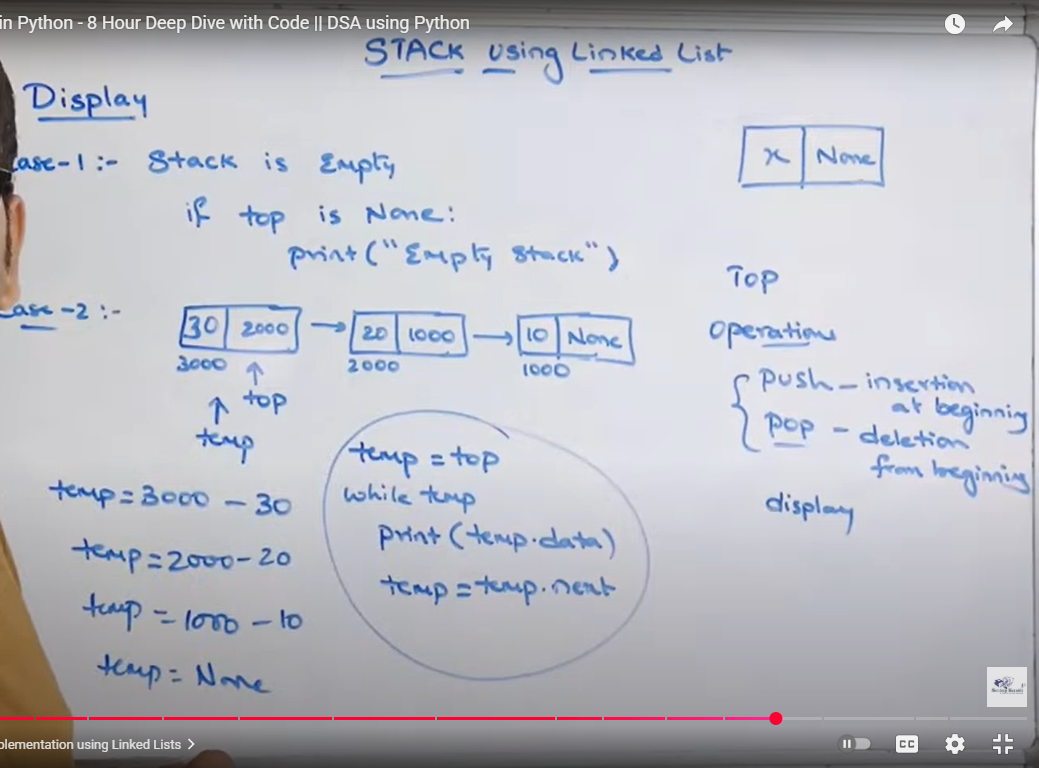 in Python - 8 Hour Deep Dive with Code || DSA using Python
STACK using Linked List
Display
ase-1 :- Stack is Empty
if top is None:
print("Empty Stack")
ase-2 :-
30 2000 → 20 1000 → 10 None
3000 2000 1000
↑ top
↑
temp
temp = 3000 - 30
temp = 2000 - 20
temp = 1000 - 10
temp = None
temp = top
while temp
print(temp.data)
temp = temp.next
x None
Top
Operations
push - insertion
at beginning
pop - deletion
from beginning
display
plementation using Linked Lists >
CC